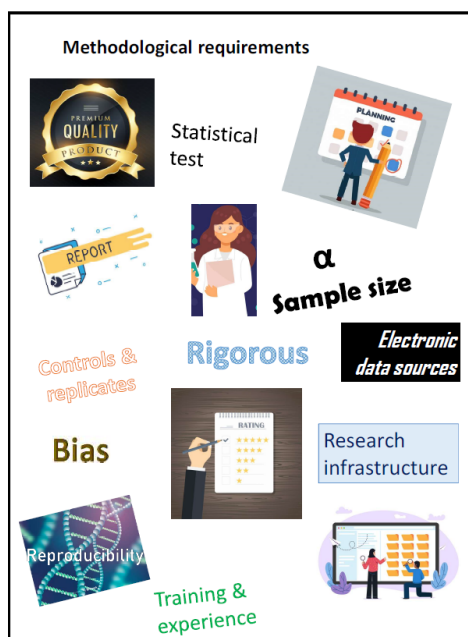 Methodological requirements
PREMIUM
QUALITY
PRODUCT
Statistical
test
PLANNING
REPORT
α
Sample size
Controls &
replicates
Rigorous
Electronic
data sources
Bias
RATING
Research
infrastructure
Reproducibility
Training &
experience